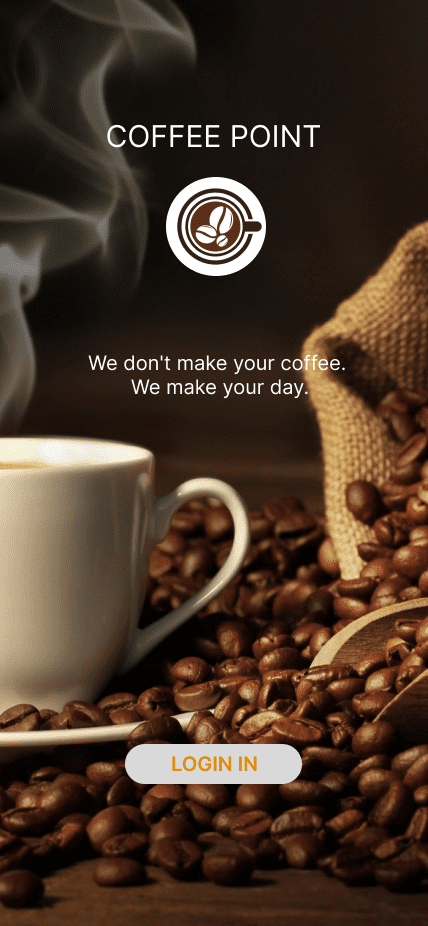 COFFEE POINT
We don't make your coffee.
We make your day.
LOGIN IN